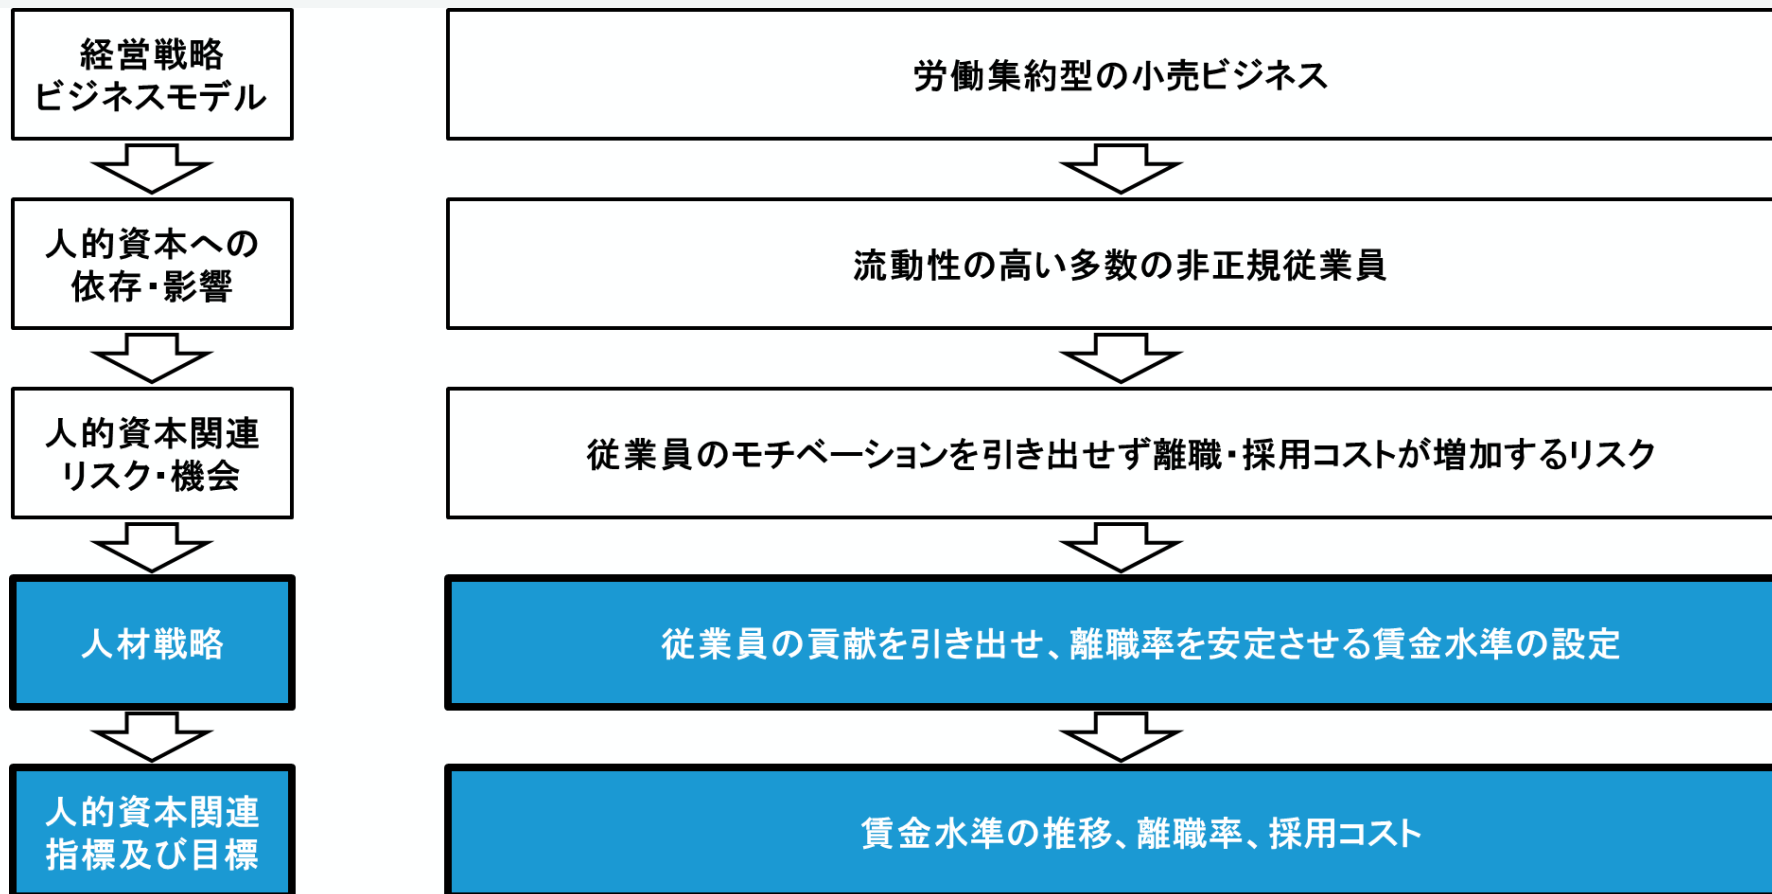 経営戦略
ビジネスモデル
労働集約型の小売ビジネス
人的資本への
依存・影響
流動性の高い多数の非正規従業員
人的資本関連
リスク・機会
従業員のモチベーションを引き出せず離職・採用コストが増加するリスク
人材戦略
従業員の貢献を引き出せ、離職率を安定させる賃金水準の設定
人的資本関連
指標及び目標
賃金水準の推移、離職率、採用コスト